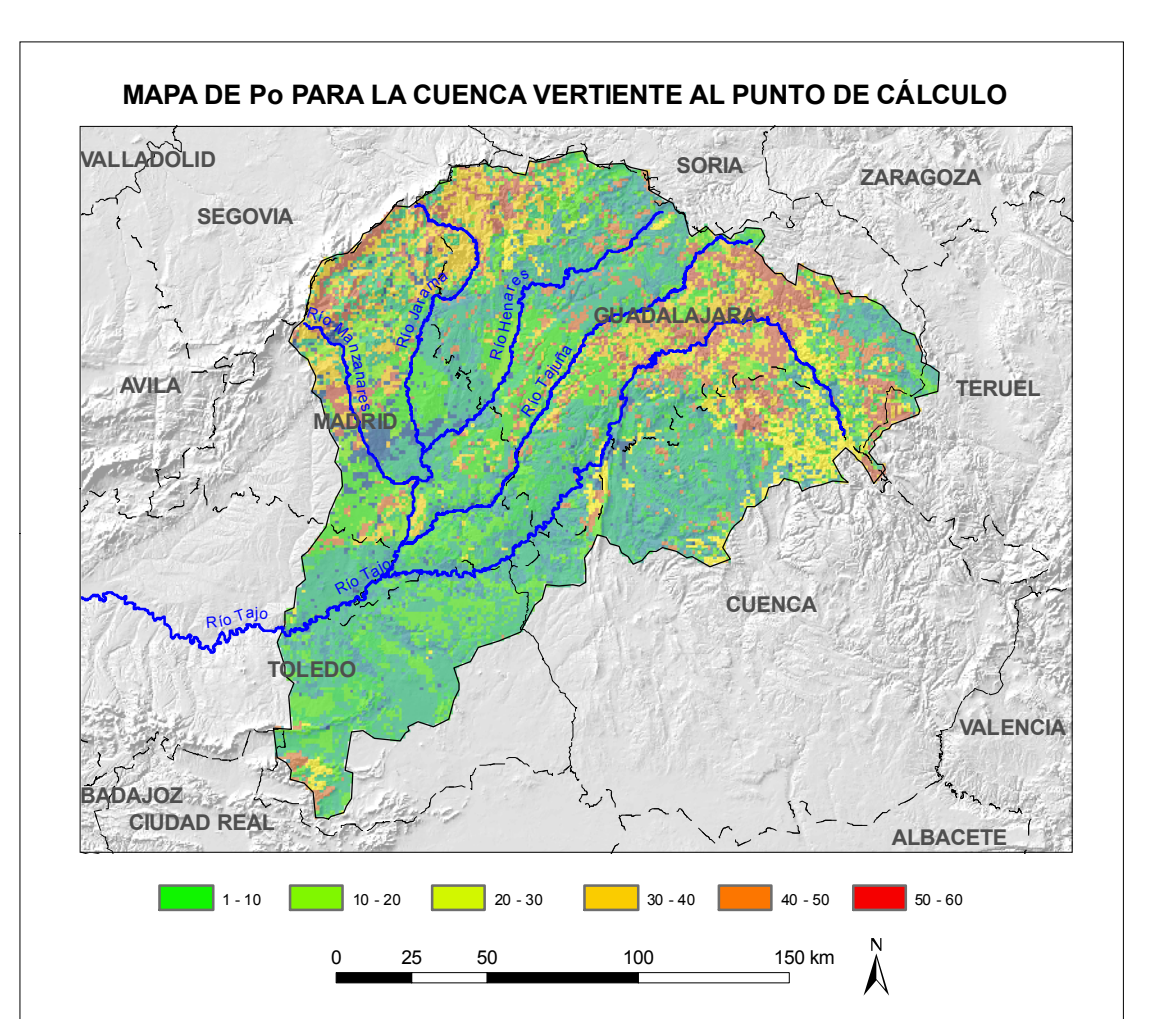 MAPA DE Po PARA LA CUENCA VERTIENTE AL PUNTO DE CÁLCULO
VALLADOLID
SORIA
ZARAGOZA
SEGOVIA
Río Jarama
Río Henares
Río Manzanares
GUADALAJARA
Río Tajuña
AVILA
TERUEL
MADRID
Río Tajo
Río Tajo
CUENCA
TOLEDO
VALENCIA
BADAJOZ
CIUDAD REAL
ALBACETE
1 - 10
10 - 20
20 - 30
30 - 40
40 - 50
50 - 60
0 25 50 100 150 km
N